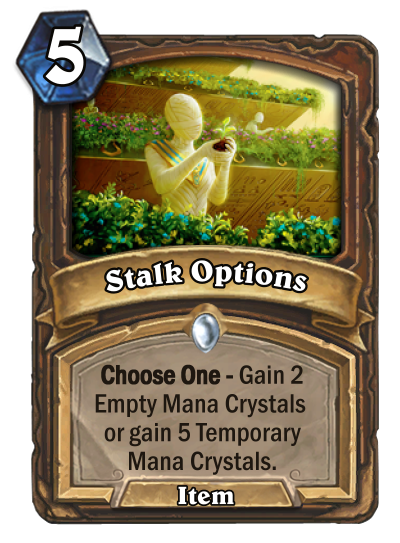 5
Stalk Options
Choose One - Gain 2
Empty Mana Crystals
or gain 5 Temporary
Mana Crystals.
Item